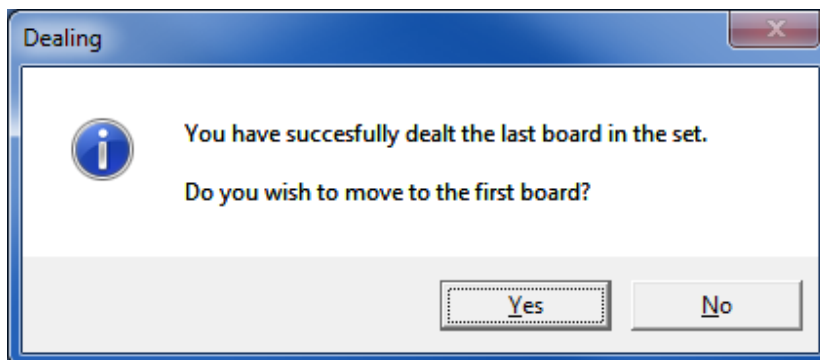 Dealing
You have succesfully dealt the last board in the set.
Do you wish to move to the first board?
Yes No